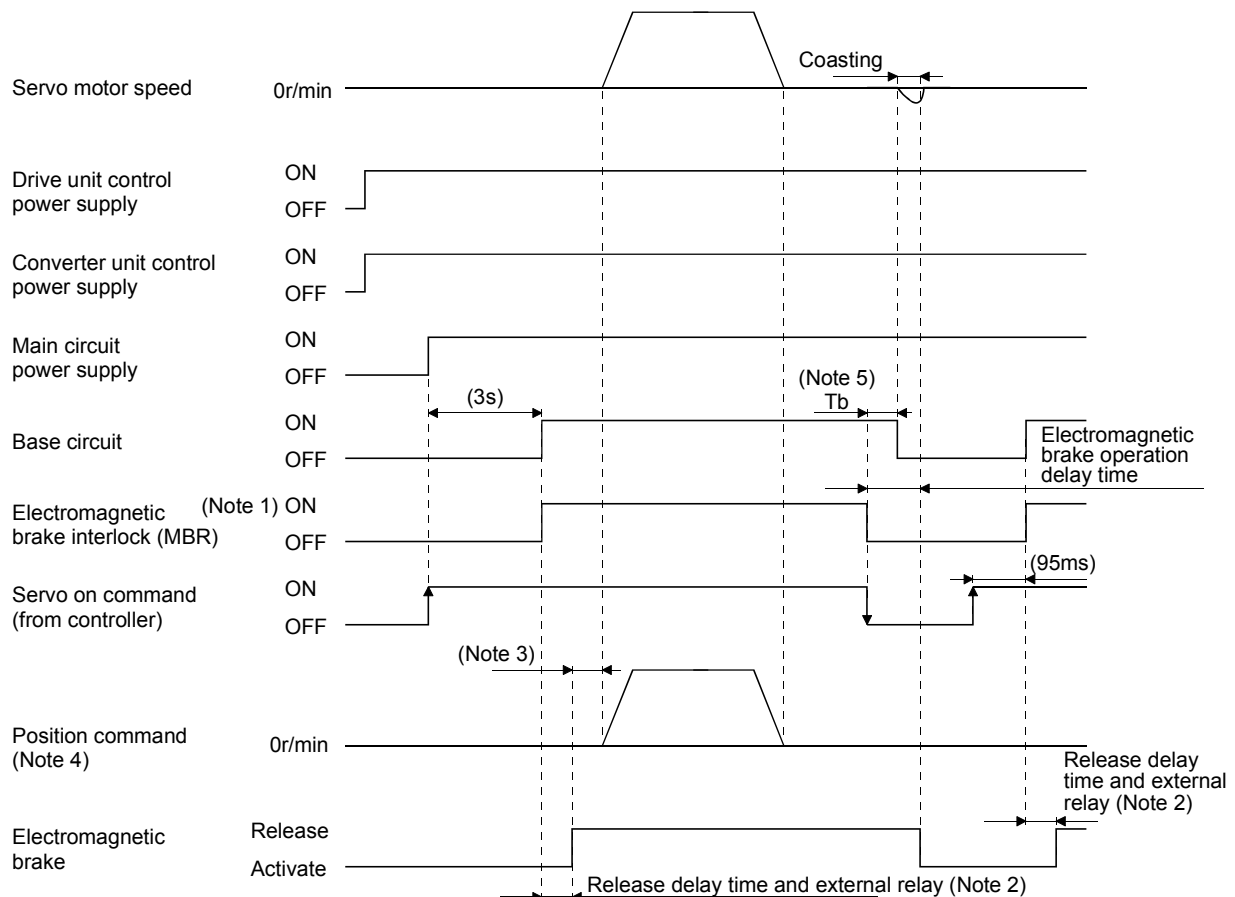 Coasting
Servo motor speed
0r/min
Drive unit control
power supply
ON
OFF
Converter unit control
power supply
ON
OFF
Main circuit
power supply
ON
OFF
(3s)
(Note 5)
Tb
Base circuit
ON
OFF
Electromagnetic
brake operation
delay time
Electromagnetic
brake interlock (MBR)
(Note 1) ON
OFF
(95ms)
Servo on command
(from controller)
ON
OFF
(Note 3)
Position command
(Note 4)
0r/min
Release delay
time and external
relay (Note 2)
Electromagnetic
brake
Release
Activate
Release delay time and external relay (Note 2)